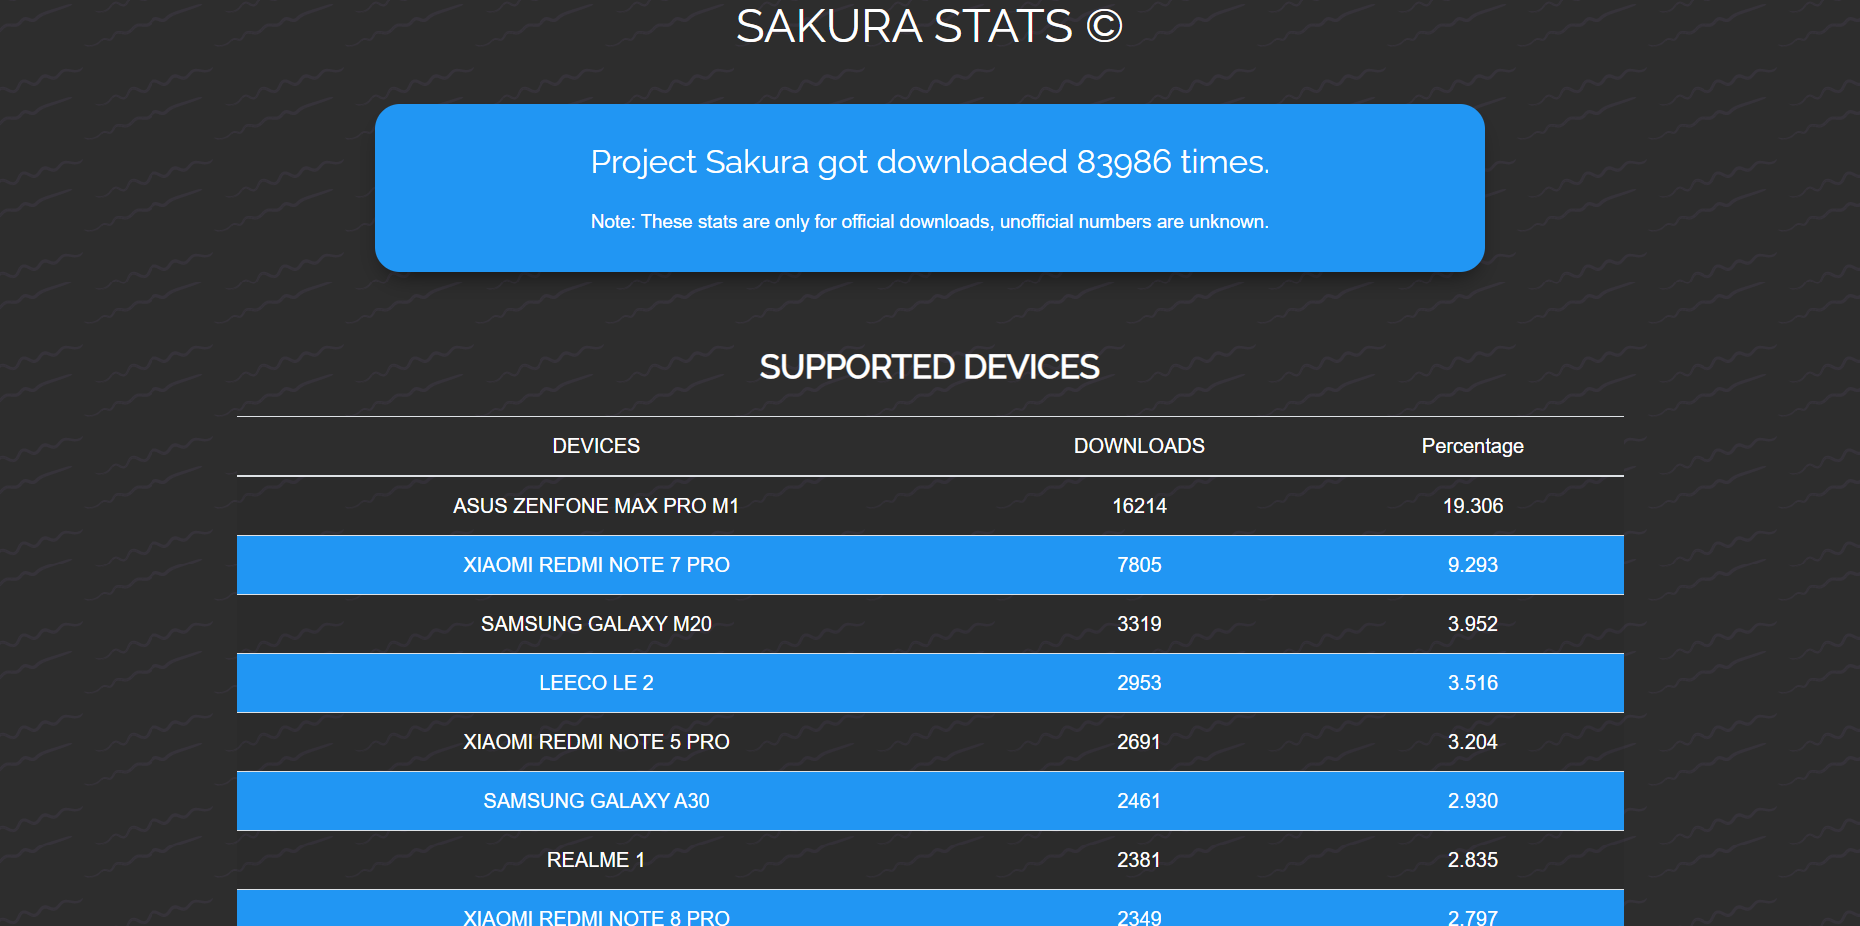 SAKURA STATS ©
Project Sakura got downloaded 83986 times.
Note: These stats are only for official downloads, unofficial numbers are unknown.
SUPPORTED DEVICES
DEVICES DOWNLOADS Percentage
ASUS ZENFONE MAX PRO M1 16214 19.306
XIAOMI REDMI NOTE 7 PRO 7805 9.293
SAMSUNG GALAXY M20 3319 3.952
LEECO LE 2 2953 3.516
XIAOMI REDMI NOTE 5 PRO 2691 3.204
SAMSUNG GALAXY A30 2461 2.930
REALME 1 2381 2.835
XIAOMI REDMI NOTE 8 PRO 2349 2.797